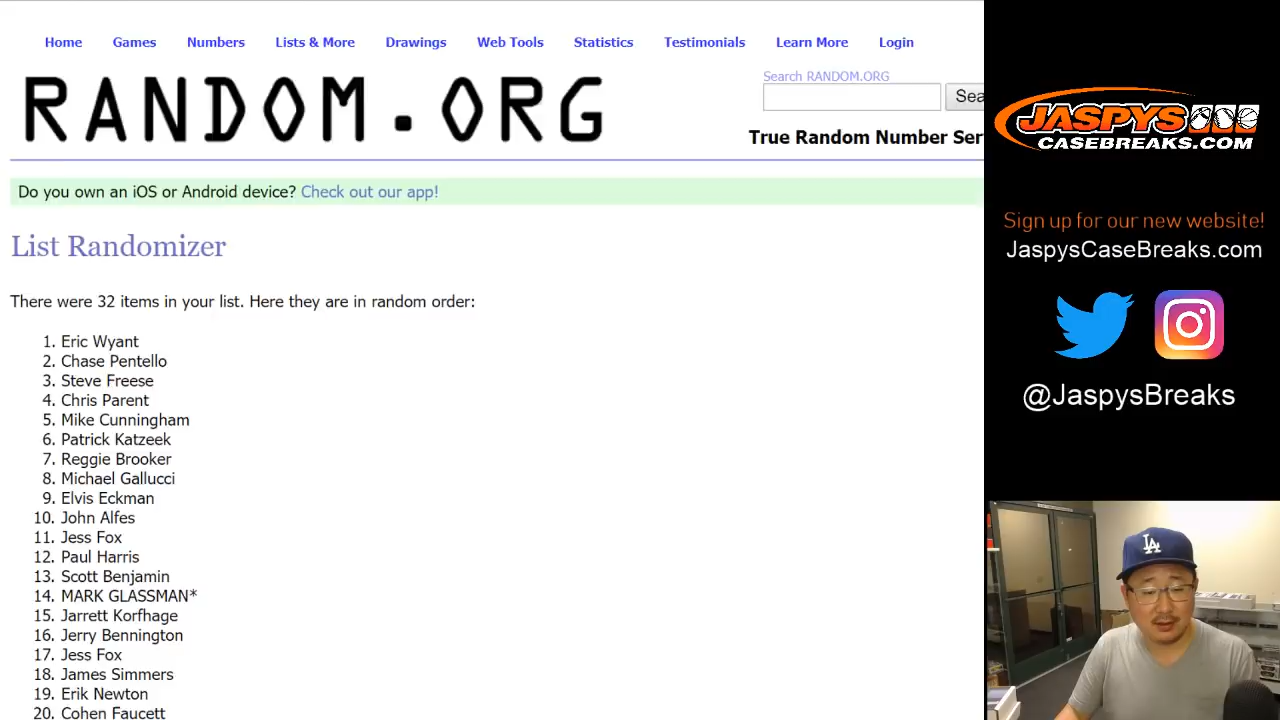 Home Games Numbers Lists & More Drawings Web Tools Statistics Testimonials Learn More Login
RANDOM.ORG
Search RANDOM.ORG
Sea
True Random Number Ser
Do you own an iOS or Android device? Check out our app!
List Randomizer
There were 32 items in your list. Here they are in random order:
1. Eric Wyant
2. Chase Pentello
3. Steve Freese
4. Chris Parent
5. Mike Cunningham
6. Patrick Katzeek
7. Reggie Brooker
8. Michael Gallucci
9. Elvis Eckman
10. John Alfes
11. Jess Fox
12. Paul Harris
13. Scott Benjamin
14. MARK GLASSMAN*
15. Jarrett Korfhage
16. Jerry Bennington
17. Jess Fox
18. James Simmers
19. Erik Newton
20. Cohen Faucett
JASPYS
CASEBREAKS.COM
Sign up for our new website!
JaspysCaseBreaks.com
@JaspysBreaks
LA